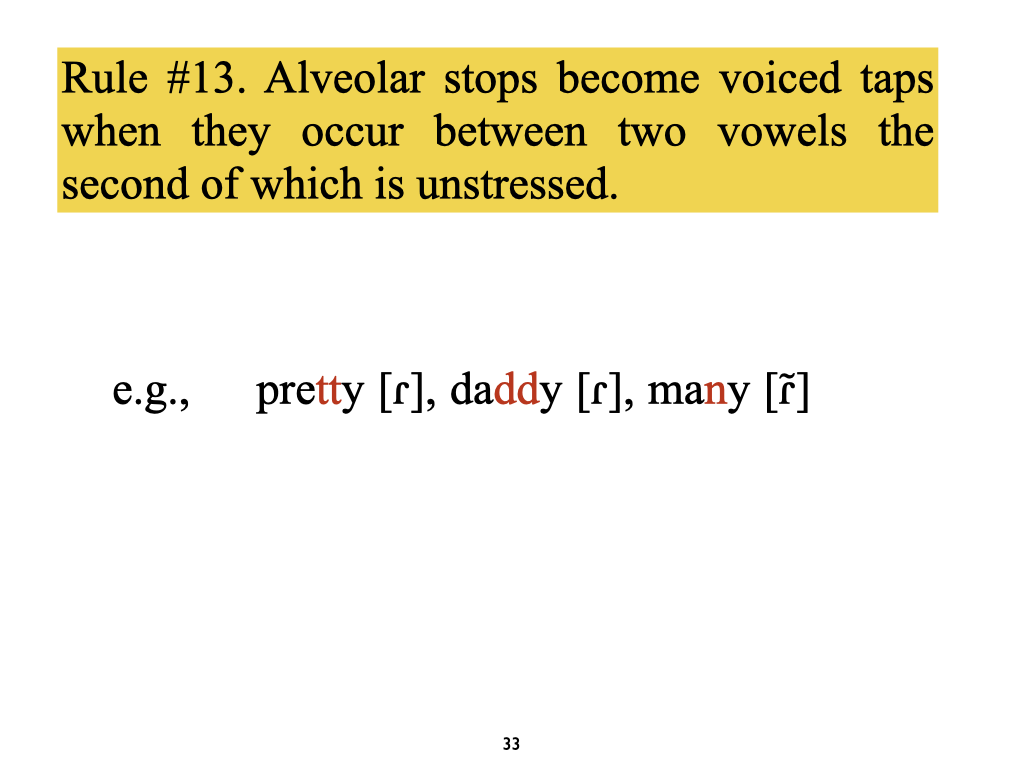 Rule #13. Alveolar stops become voiced taps
when they occur between two vowels the
second of which is unstressed.
e.g., pretty [ɾ], daddy [ɾ], many [ɾ̃]
33